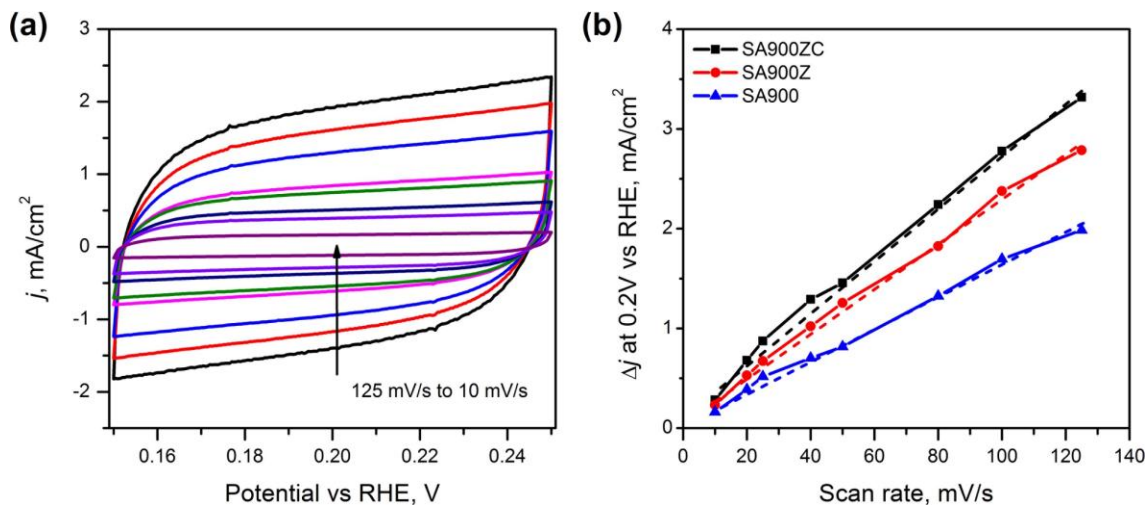 (a)
3
2
1
0
-1
-2
j, mA/cm²
125 mV/s to 10 mV/s
0.16 0.18 0.20 0.22 0.24
Potential vs RHE, V
(b)
SA900ZC
SA900Z
SA900
4
3
2
1
0
Δj at 0.2V vs RHE, mA/cm²
0 20 40 60 80 100 120 140
Scan rate, mV/s